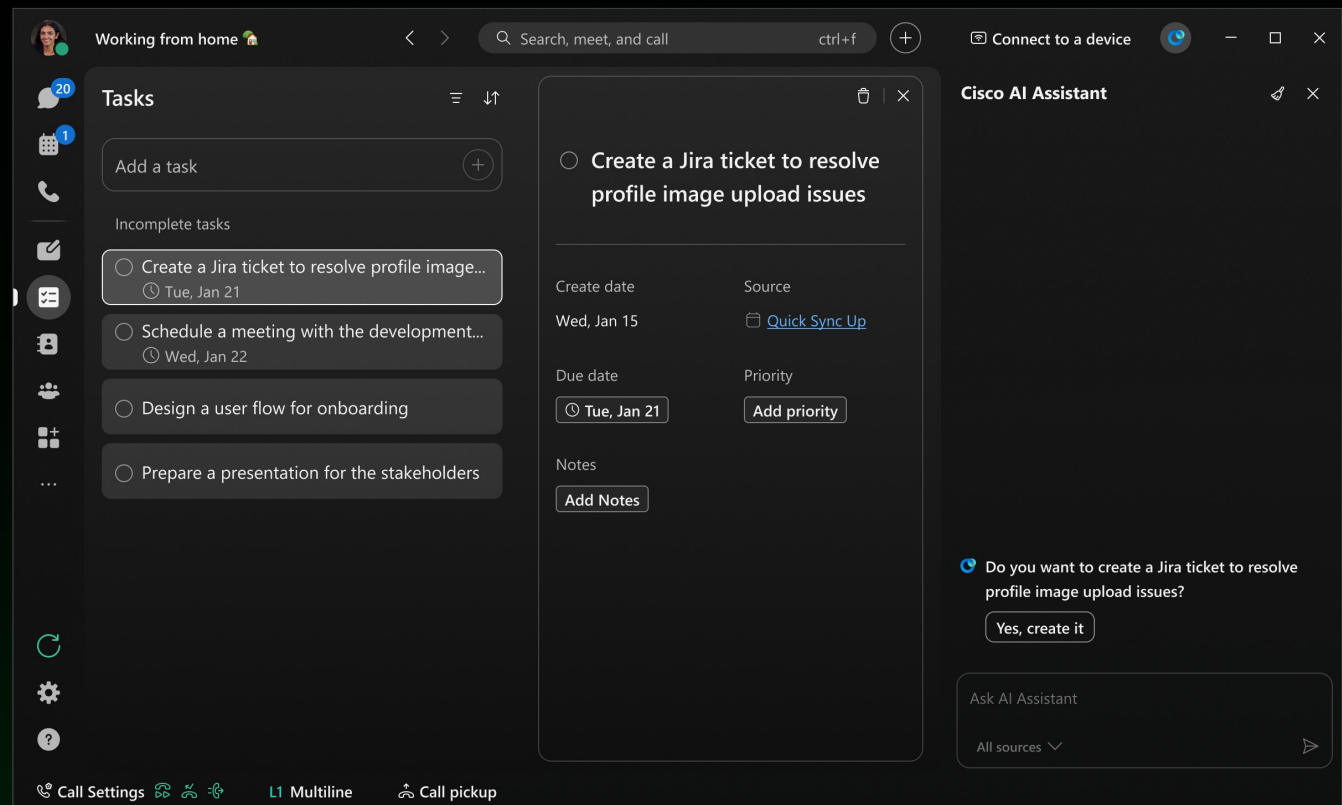 Working from home
Search, meet, and call ctrl+f
Connect to a device
20
1
Tasks
Add a task
Incomplete tasks
Create a Jira ticket to resolve profile image...
Tue, Jan 21
Schedule a meeting with the development...
Wed, Jan 22
Design a user flow for onboarding
Prepare a presentation for the stakeholders
Create a Jira ticket to resolve
profile image upload issues
Create date Source
Wed, Jan 15 Quick Sync Up
Due date Priority
Tue, Jan 21 Add priority
Notes
Add Notes
Cisco AI Assistant
Do you want to create a Jira ticket to resolve
profile image upload issues?
Yes, create it
Ask AI Assistant
All sources
Call Settings L1 Multiline Call pickup